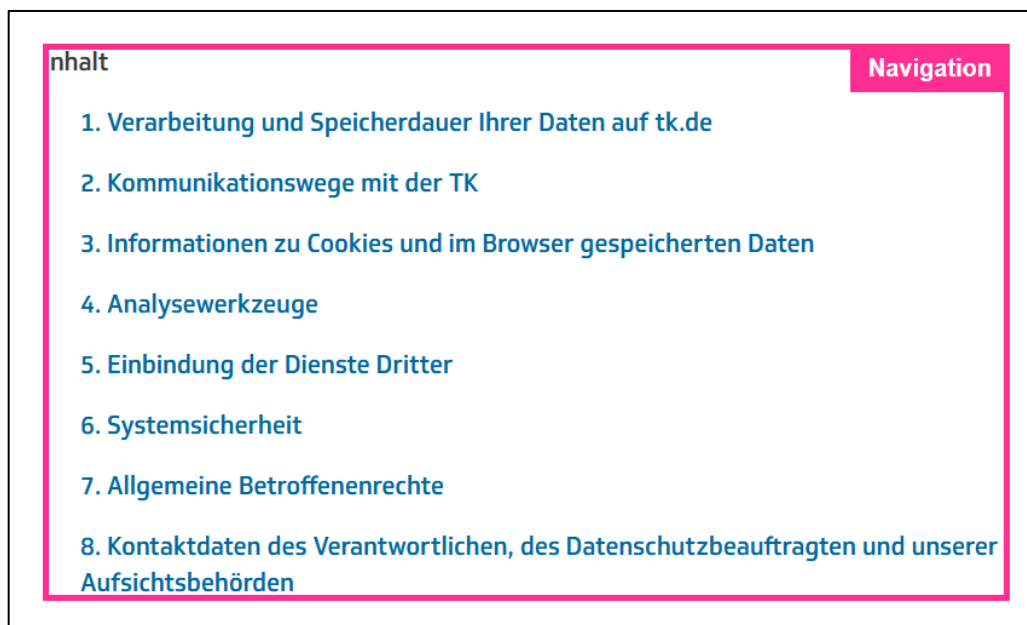 nhalt
Navigation
1. Verarbeitung und Speicherdauer Ihrer Daten auf tk.de
2. Kommunikationswege mit der TK
3. Informationen zu Cookies und im Browser gespeicherten Daten
4. Analysewerkzeuge
5. Einbindung der Dienste Dritter
6. Systemsicherheit
7. Allgemeine Betroffenenrechte
8. Kontaktdaten des Verantwortlichen, des Datenschutzbeauftragten und unserer
Aufsichtsbehörden